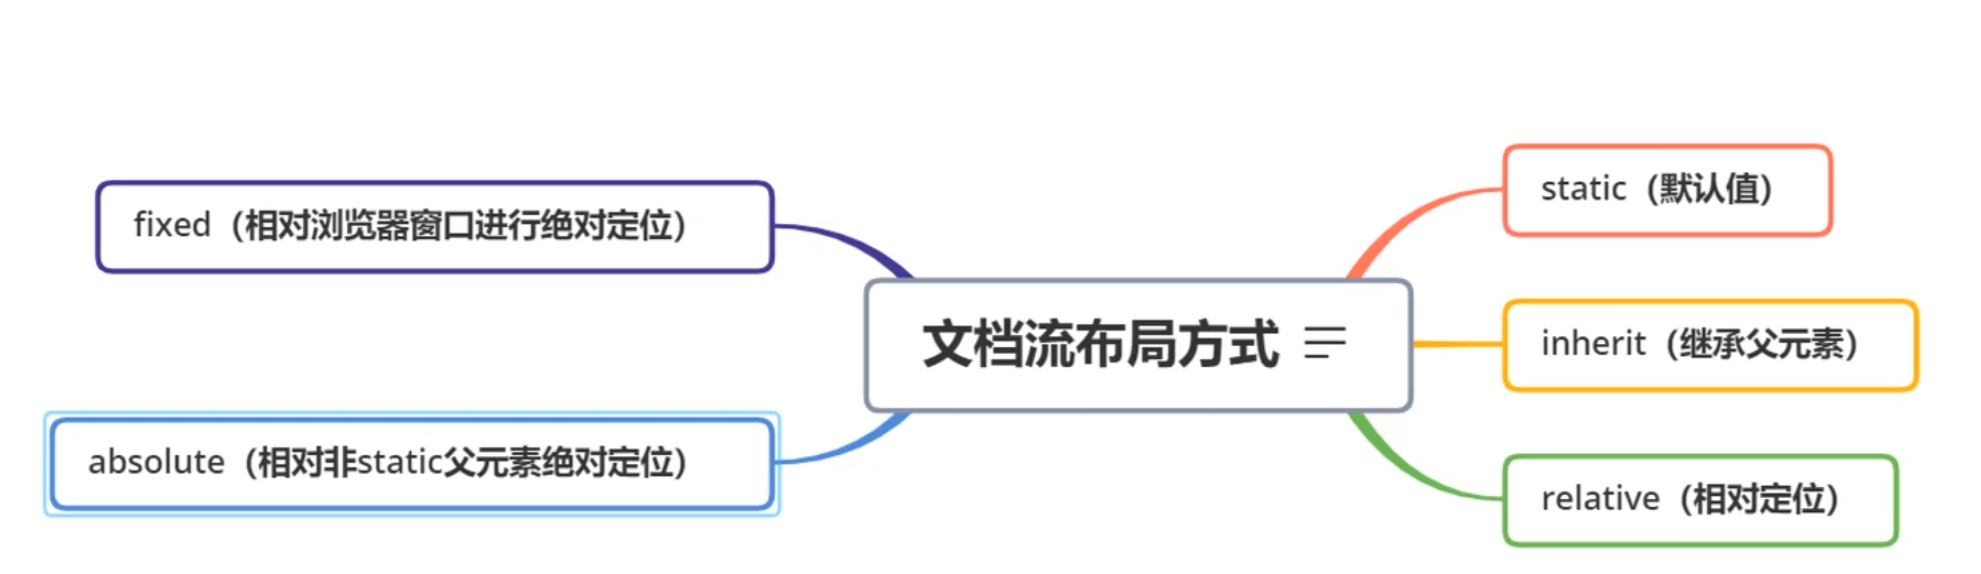 文档流布局方式
static（默认值）
inherit（继承父元素）
relative（相对定位）
fixed（相对浏览器窗口进行绝对定位）
absolute（相对非static父元素绝对定位）